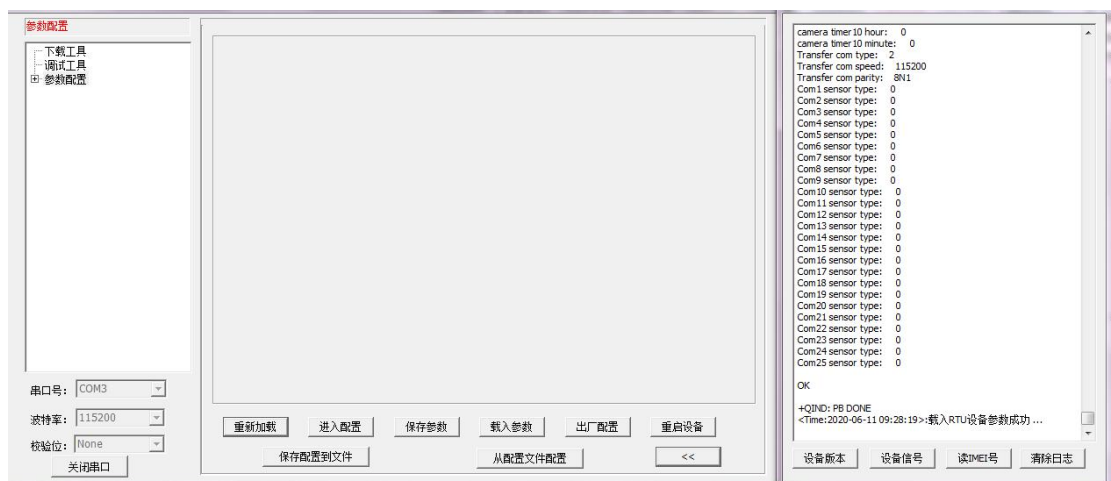 参数配置
下载工具
调试工具
参数配置
串口号: COM3
波特率: 115200
校验位: None
关闭串口
重新加载 进入配置 保存参数 载入参数 出厂配置 重启设备
保存配置到文件 从配置文件配置 <<
camera timer10 hour: 0
camera timer10 minute: 0
Transfer com type: 2
Transfer com speed: 115200
Transfer com parity: 8N1
Com1 sensor type: 0
Com2 sensor type: 0
Com3 sensor type: 0
Com4 sensor type: 0
Com5 sensor type: 0
Com6 sensor type: 0
Com7 sensor type: 0
Com8 sensor type: 0
Com9 sensor type: 0
Com10 sensor type: 0
Com11 sensor type: 0
Com12 sensor type: 0
Com13 sensor type: 0
Com14 sensor type: 0
Com15 sensor type: 0
Com16 sensor type: 0
Com17 sensor type: 0
Com18 sensor type: 0
Com19 sensor type: 0
Com20 sensor type: 0
Com21 sensor type: 0
Com22 sensor type: 0
Com23 sensor type: 0
Com24 sensor type: 0
Com25 sensor type: 0
OK
+QIND: PB DONE
<Time:2020-06-11 09:28:19>:载入RTU设备参数成功 ...
设备版本 设备信号 读IMEI号 清除日志